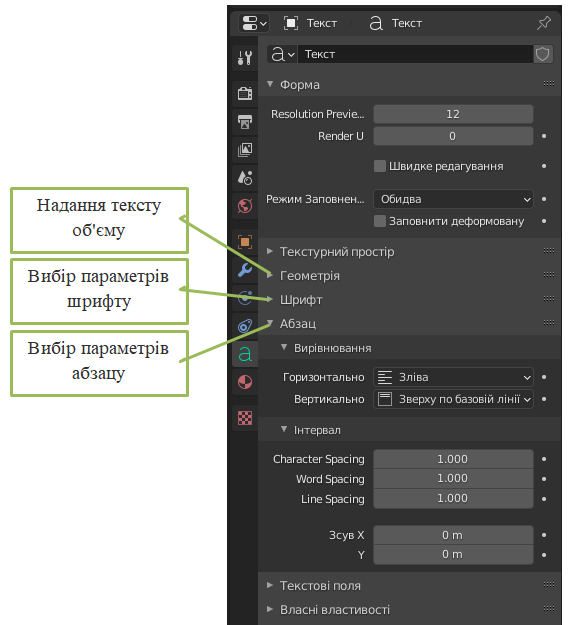 Текст Текст
Текст
Форма
Resolution Previe... 12
Render U 0
Швидке редагування
Режим Заповнен... Обидва
Заповнити деформовану
Надання тексту
об'єму
Текстурний простір
Геометрія
Вибір параметрів
шрифту
Шрифт
Абзац
Вибір параметрів
абзацу
Вирівнювання
Горизонтально Зліва
Вертикально Зверху по базовій лінії
Інтервал
Character Spacing 1.000
Word Spacing 1.000
Line Spacing 1.000
Зсув X 0 m
Y 0 m
Текстові поля
Власні властивості